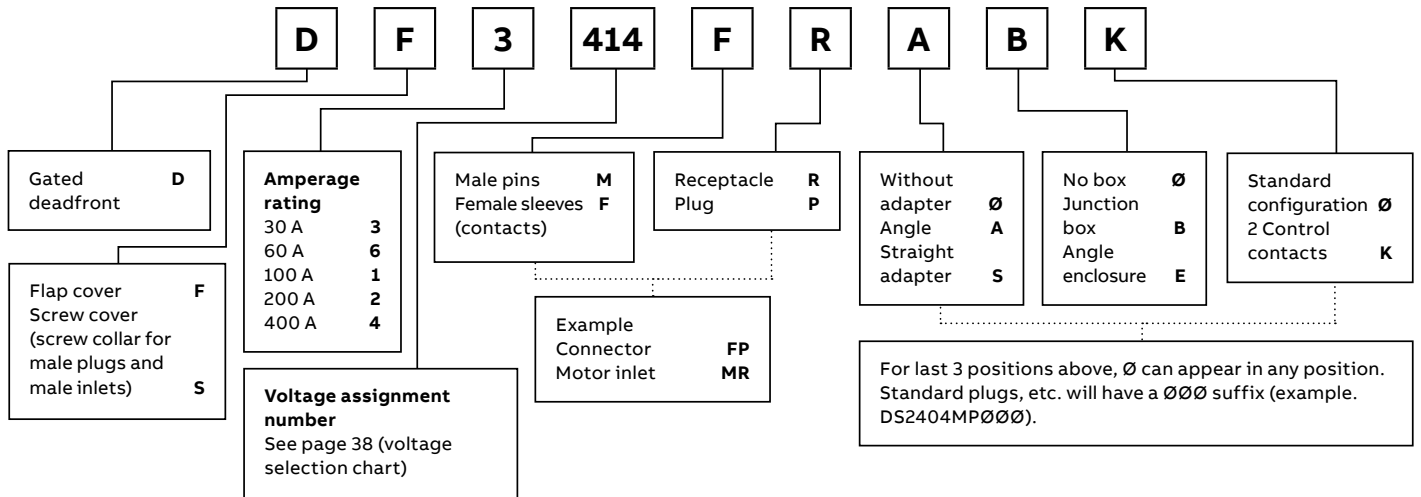 D F 3 414 F R A B K
Gated D
deadfront
Flap cover F
Screw cover
(screw collar for
male plugs and
male inlets) S
Amperage
rating
30 A 3
60 A 6
100 A 1
200 A 2
400 A 4
Voltage assignment
number
See page 38 (voltage
selection chart)
Male pins M
Female sleeves F
(contacts)
Receptacle R
Plug P
Example
Connector FP
Motor inlet MR
Without
adapter Ø
Angle A
Straight
adapter S
No box Ø
Junction
box B
Angle
enclosure E
Standard
configuration Ø
2 Control
contacts K
For last 3 positions above, Ø can appear in any position.
Standard plugs, etc. will have a ØØØ suffix (example.
DS2404MPØØØ).